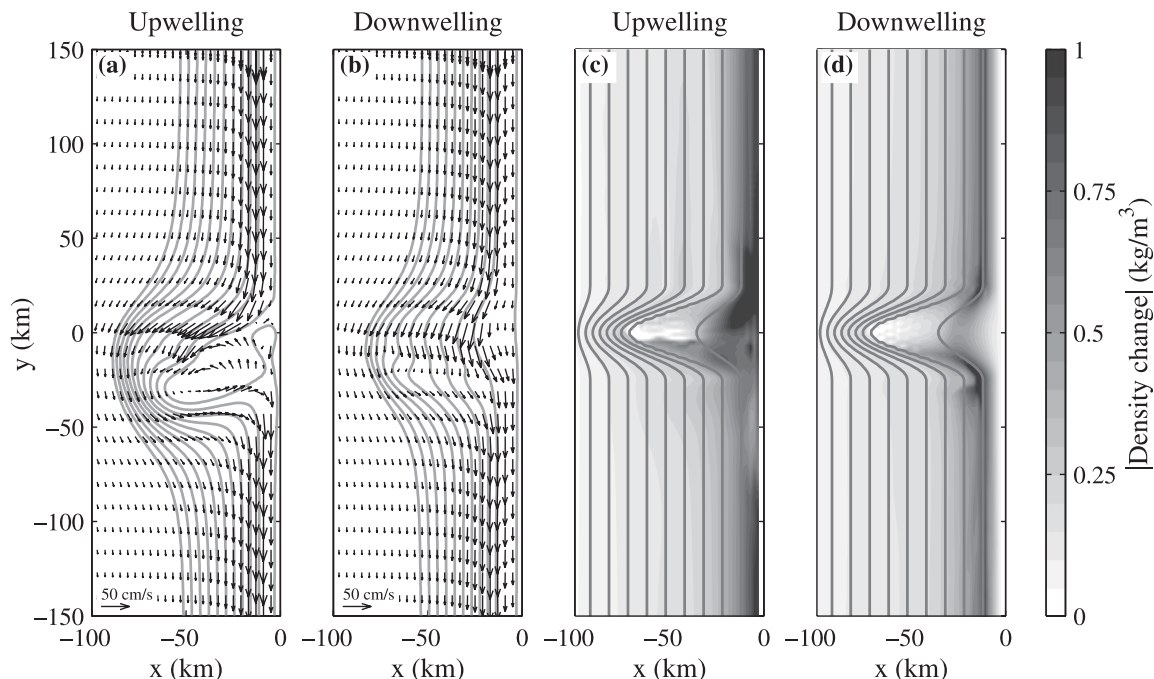 Upwelling
Downwelling
Upwelling
Downwelling
(a)
(b)
(c)
(d)
150
100
50
0
−50
−100
−150
y (km)
50 cm/s
50 cm/s
−100
−50
0
−100
−50
0
−100
−50
0
−100
−50
0
x (km)
x (km)
x (km)
x (km)
1
0.75
0.5
0.25
0
|Density change| (kg/m³)